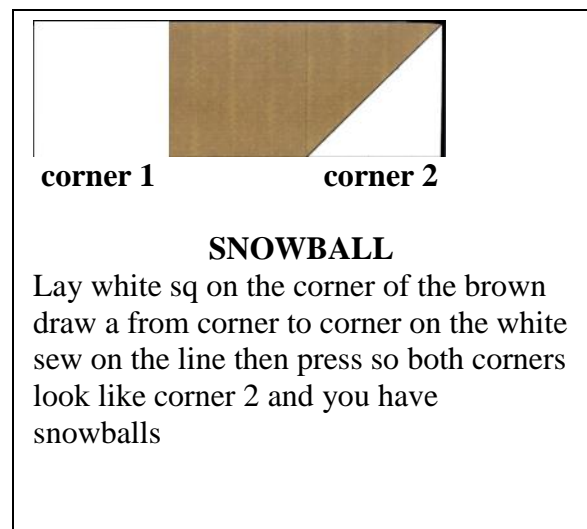 corner 1 corner 2
SNOWBALL
Lay white sq on the corner of the brown
draw a from corner to corner on the white
sew on the line then press so both corners
look like corner 2 and you have
snowballs